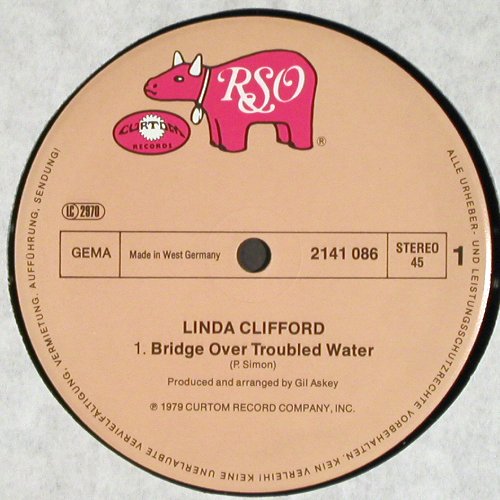 RSO
CURTOM
RECORDS
®
LC 2970
GEMA
Made in West Germany
2141 086
STEREO
45
1
LINDA CLIFFORD
1. Bridge Over Troubled Water
(P. Simon)
Produced and arranged by Gil Askey
℗ 1979 CURTOM RECORD COMPANY, INC.
ALLE URHEBER- UND LEISTUNGSSCHUTZRECHTE VORBEHALTEN. KEIN VERLEIH! KEINE UNERLAUBTE VERVIELFÄLTIGUNG, VERMIETUNG, AUFFÜHRUNG, SENDUNG!